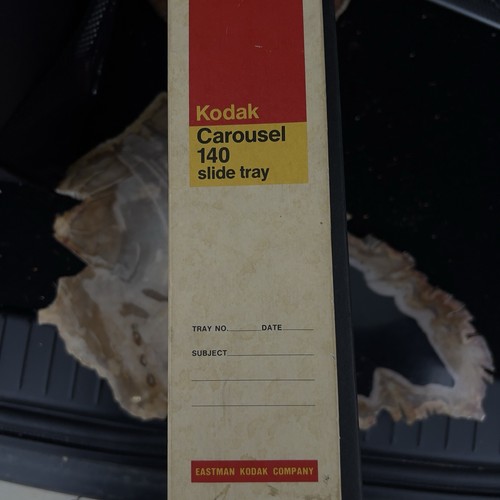 Kodak
Carousel
140
slide tray
TRAY NO. DATE
SUBJECT
EASTMAN KODAK COMPANY